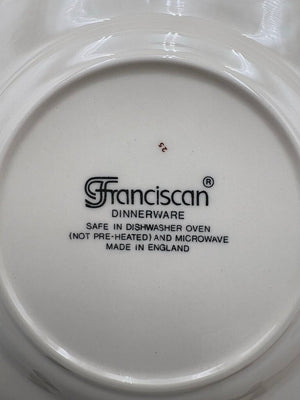 Franciscan®
DINNERWARE
SAFE IN DISHWASHER OVEN
(NOT PRE-HEATED) AND MICROWAVE
MADE IN ENGLAND